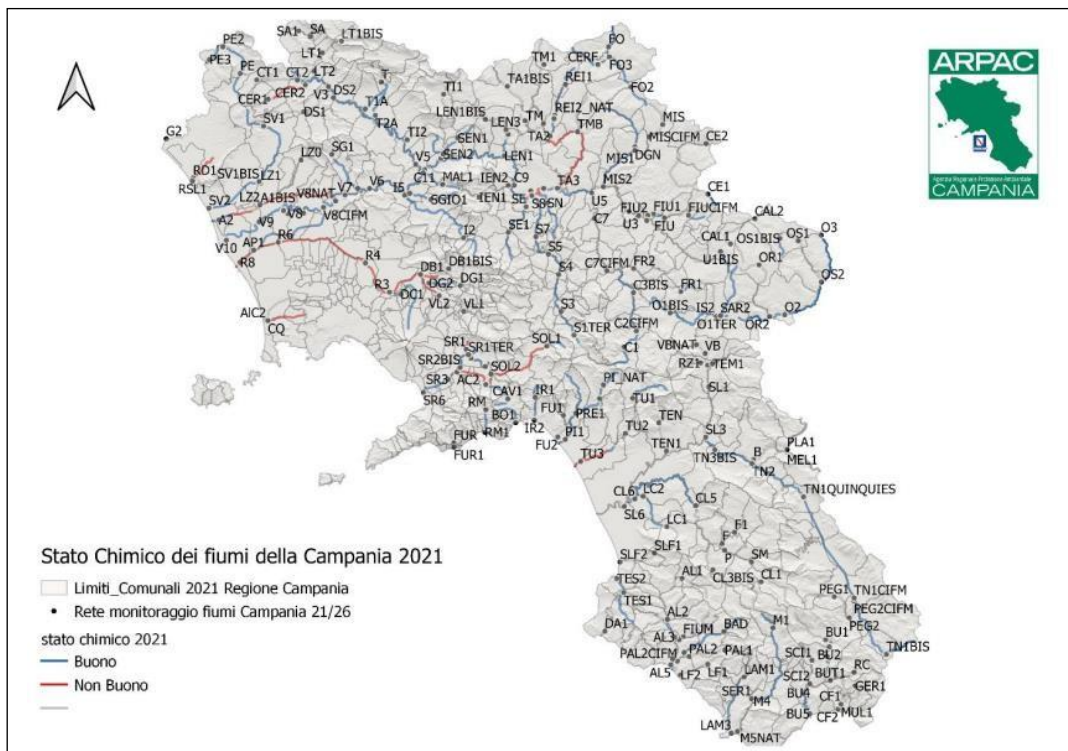 PE2
SA1
SA
LT1BIS
PE3
PE
LT1
CT1
CT2
LT2
T
TM1
CERF
FO
FO3
CER1
CER2
V3
DS2
TI1
TA1BIS
REI1
FO2
SV1
DS1
T1A
T2A
LEN1BIS
LEN3
TM
REI2_NAT
TMB
MIS
G2
TI2
SEN1
TA2
MISCIFM
CE2
LZ0
SG1
SEN2
LEN1
MIS1
DGN
RO1
SV1BIS
LZ1
V5
C11
MAL1
IEN2
C9
TA3
MIS2
RSL1
V8NAT
V7
V6
I5
CE1
SV2
LZ2
A1BIS
SGIO1
IEN1
SE
S8
SN
U5
A2
V9
V8
V8CIFM
C7
FIU2
FIU1
FIUCIFM
CAL2
U3
FIU
V10
AP1
R6
I2
SE1
S7
S5
CAL1
OS1BIS
OS1
O3
R8
R4
DB1
DB1BIS
S4
C7CIFM
FR2
U1BIS
OR1
R3
DC1
DG2
DG1
C3BIS
FR1
OS2
VL2
VL1
S3
O1BIS
IS2
SAR2
O2
AIC2
CQ
C2CIFM
O1TER
OR2
SR1
SR1TER
SOL1
S1TER
C1
VBNAT
VB
SR2BIS
SOL2
RZ1
TEM1
SR3
AC2
PI_NAT
SL1
SR6
CAV1
IR1
RM
BO1
FU1
PRE1
TU1
TEN
FUR
RM1
IR2
FU2
PI1
TU2
SL3
PLA1
FUR1
TU3
TEN1
TN3BIS
B
MEL1
TN2
CL6
LC2
CL5
TN1QUINQUIES
SL6
LC1
F1
SLF2
SLF1
F
P
SM
TES2
AL1
CL3BIS
CL1
TES1
PEG1
TN1CIFM
AL2
PEG2CIFM
DA1
AL3
FIUM
BAD
M1
BU1
PEG2
PAL2CIFM
PAL2
PAL1
SCI1
BU2
TN1BIS
AL5
LF2
LF1
LAM1
SCI2
BUT1
RC
SER1
M4
BU4
CF1
GER1
BU5
CF2
MUL1
LAM3
M5NAT
ARPAC
CAMPANIA
Stato Chimico dei fiumi della Campania 2021
Limiti_Comunali 2021 Regione Campania
Rete monitoraggio fiumi Campania 21/26
stato chimico 2021
Buono
Non Buono